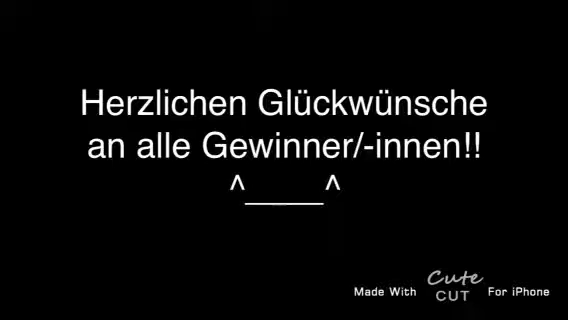 Herzlichen Glückwünsche
an alle Gewinner/-innen!!
^____^
Made With Cute CUT For iPhone